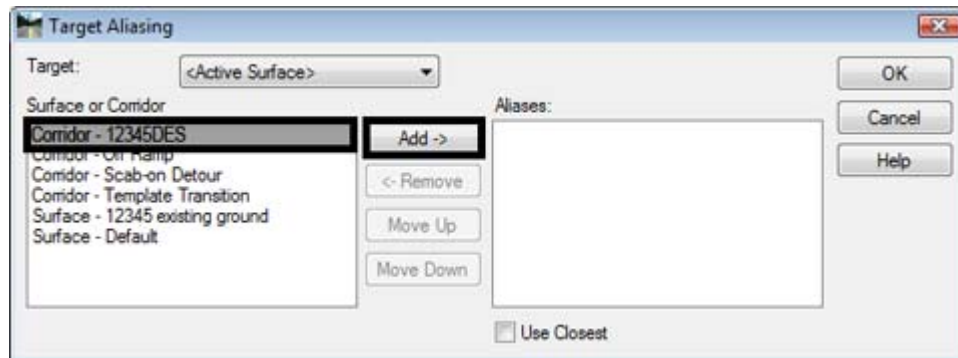 Target Aliasing
Target:
<Active Surface>
OK
Surface or Corridor
Aliases:
Corridor - 12345DES
Add ->
Cancel
Corridor - Off Ramp
Corridor - Scab-on Detour
<- Remove
Help
Corridor - Template Transition
Surface - 12345 existing ground
Surface - Default
Move Up
Move Down
Use Closest